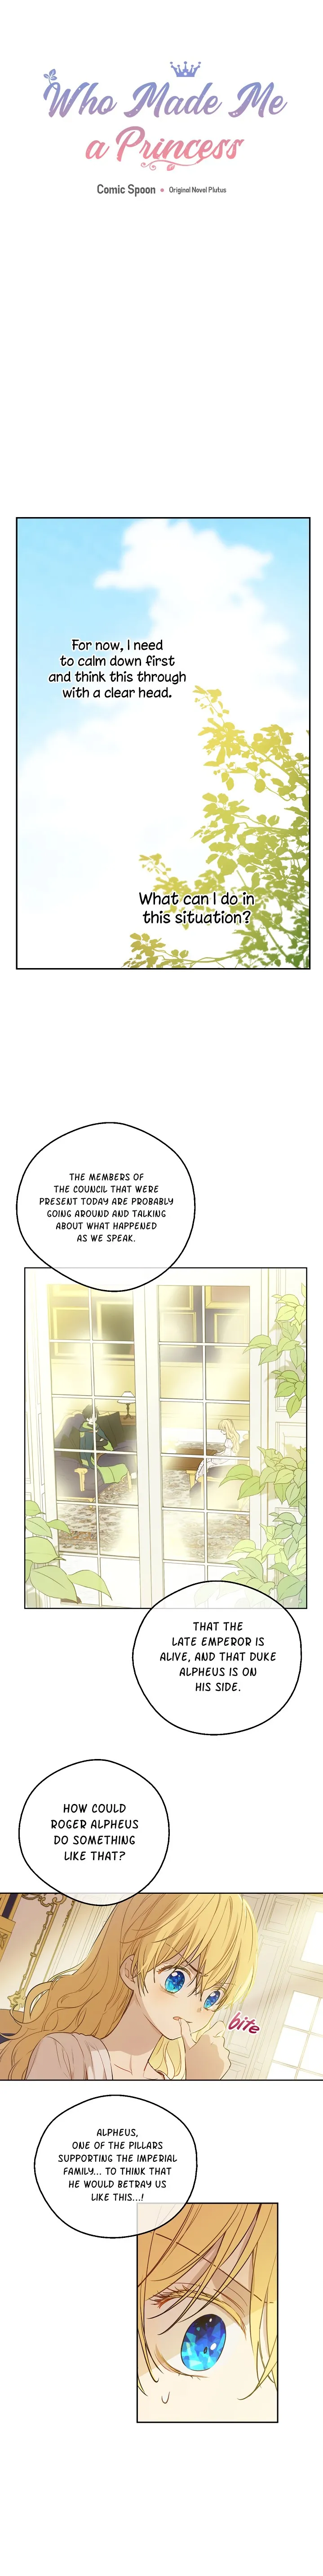 Who Made Me
a Princess
Comic Spoon • Original Novel Plutus
For now, I need
to calm down first
and think this through
with a clear head.
What can I do in
this situation?
THE MEMBERS OF
THE COUNCIL THAT WERE
PRESENT TODAY ARE PROBABLY
GOING AROUND AND TALKING
ABOUT WHAT HAPPENED
AS WE SPEAK.
THAT THE
LATE EMPEROR IS
ALIVE, AND THAT DUKE
ALPHEUS IS ON
HIS SIDE.
HOW COULD
ROGER ALPHEUS
DO SOMETHING
LIKE THAT?
bite
ALPHEUS,
ONE OF THE PILLARS
SUPPORTING THE IMPERIAL
FAMILY... TO THINK THAT
HE WOULD BETRAY US
LIKE THIS...!